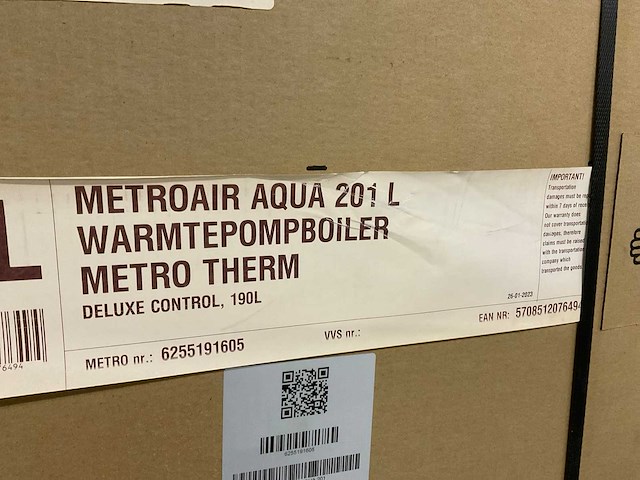 L
METROAIR AQUA 201 L
WARMTEPOMPBOILER
METRO THERM
DELUXE CONTROL, 190L
IMPORTANT!
Transportation
damages must be
within 7 days of
Our warranty does
not cover
damages, therefore
claims must be raised
with the transportation
company which
transported the goods
26-01-2023
6494
METRO nr.: 6255191605
VVS nr.:
EAN NR: 570851207649
6255191605